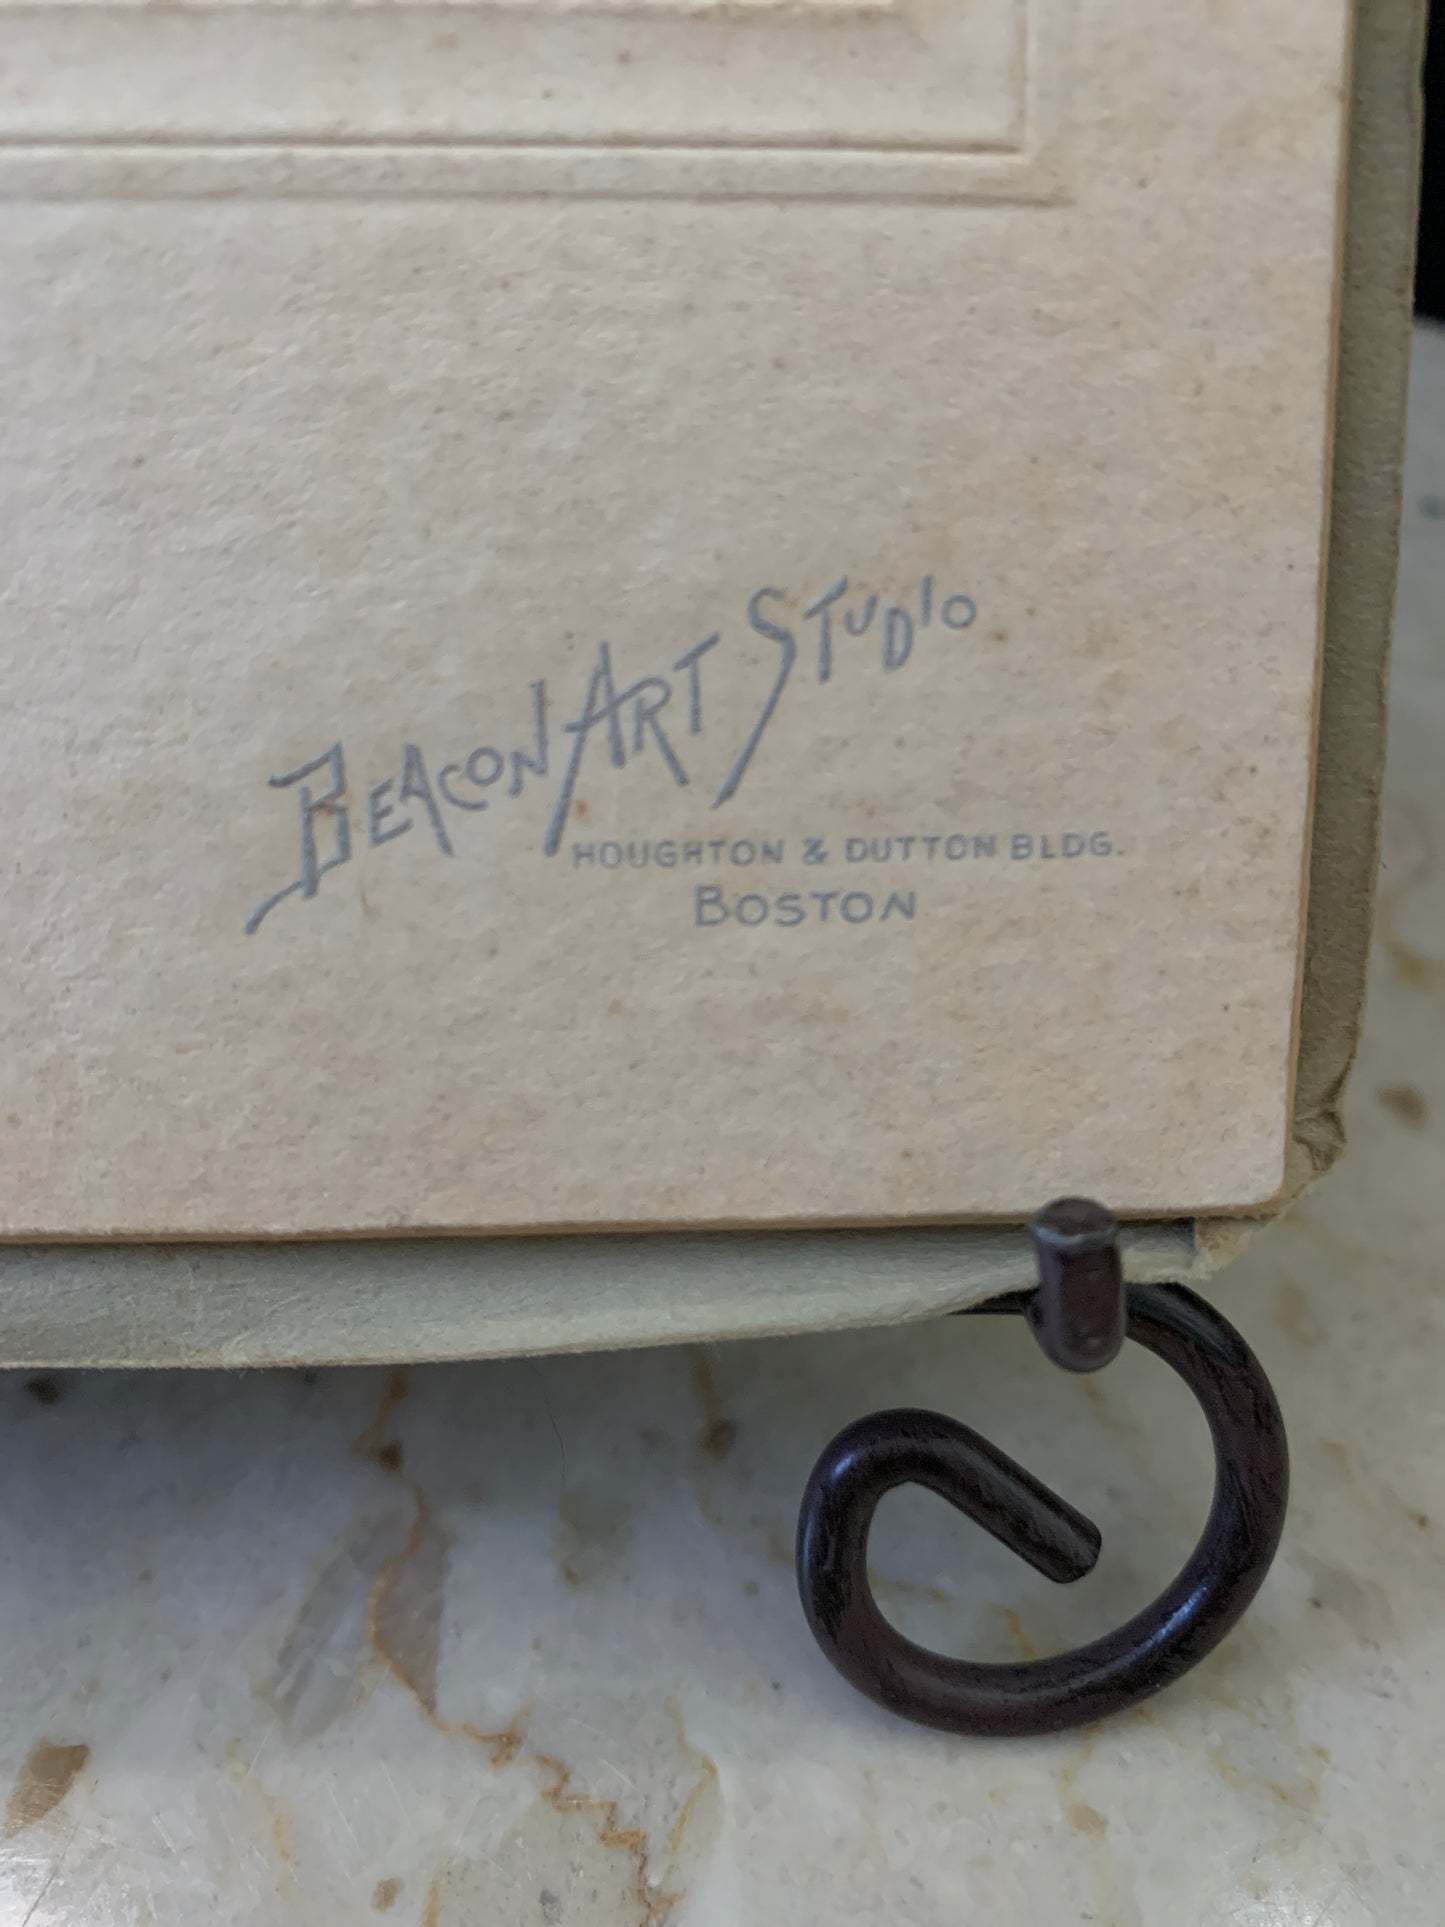 BEACON ART STUDIO
HOUGHTON & DUTTON BLDG.
BOSTON